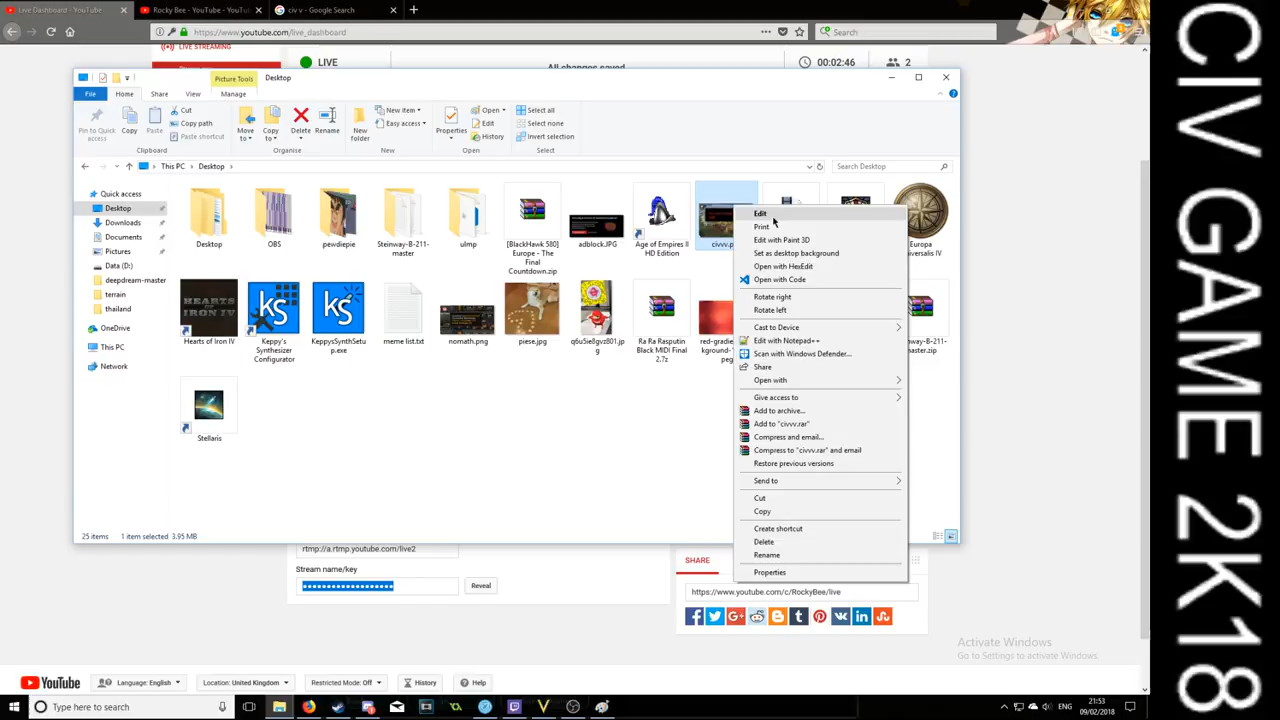 Live Dashboard - YouTube
Rocky Bee - YouTube - YouTu
civ v - Google Search
https://www.youtube.com/live_dashboard
Search
LIVE STREAMING
LIVE
All changes saved
00:02:46
2
Picture Tools
Desktop
File
Home
Share
View
Manage
Pin to Quick access
Copy
Paste
Cut
Copy path
Paste shortcut
Clipboard
Move to
Copy to
Delete
Rename
Organise
New folder
New item
Easy access
New
Properties
Open
Edit
History
Open
Select all
Select none
Invert selection
Select
This PC
Desktop
Search Desktop
Quick access
Desktop
Downloads
Documents
Pictures
Data (D:)
deepdream-master
terrain
thailand
OneDrive
This PC
Network
Desktop
OBS
pewdiepie
Steinway-B-211-master
ulmp
[BlackHawk 580] Europe - The Final Countdown.zip
adblock.JPG
Age of Empires II HD Edition
civvv.p
Europa
iversalis IV
Hearts of Iron IV
Keppy's Synthesizer Configurator
KeppysSynthSetup.exe
meme list.txt
nomath.png
piese.jpg
q6u5ie8gtu901.jpg
Ra Ra Rasputin Black MIDI Final 2.7z
red-gradie
kground-
peg
nway-B-211-
master.zip
Stellaris
Edit
Print
Edit with Paint 3D
Set as desktop background
Open with HexEdit
Open with Code
Rotate right
Rotate left
Cast to Device
Edit with Notepad++
Scan with Windows Defender...
Share
Open with
Give access to
Add to archive...
Add to "civvv.rar"
Compress and email...
Compress to "civvv.rar" and email
Restore previous versions
Send to
Cut
Copy
Create shortcut
Delete
Rename
Properties
25 items
1 item selected 3.95 MB
rtmp://a.rtmp.youtube.com/live2
Stream name/key
Reveal
SHARE
https://www.youtube.com/c/RockyBee/live
Activate Windows
Go to Settings to activate Windows.
YouTube
Language: English
Location: United Kingdom
Restricted Mode: Off
History
Help
Type here to search
ENG
21:53
09/02/2018
CIV GAME 2K18